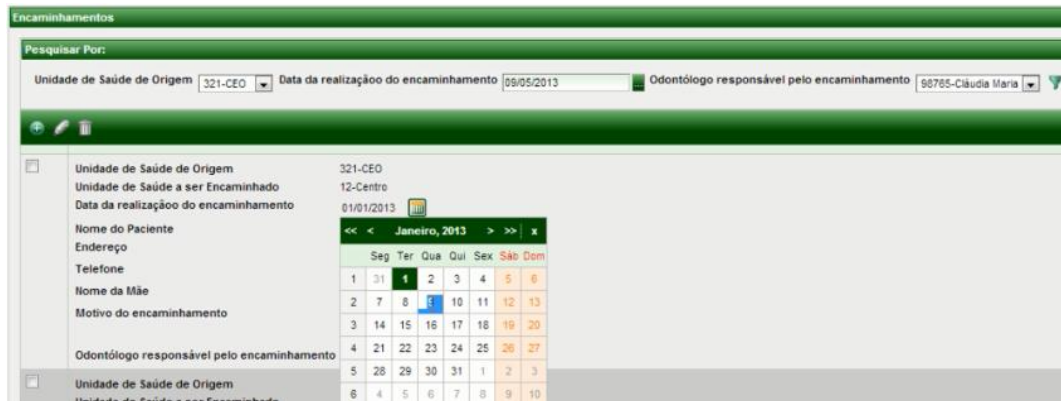 Encaminhamentos
Pesquisar Por:
Unidade de Saúde de Origem 321-CEO Data da realizaçãoo do encaminhamento 09/05/2013 Odontólogo responsável pelo encaminhamento 98765-Cláudia Maria
Unidade de Saúde de Origem 321-CEO
Unidade de Saúde a ser Encaminhado 12-Centro
Data da realizaçãoo do encaminhamento 01/01/2013
Nome do Paciente
Endereço
Telefone
Nome da Mãe
Motivo do encaminhamento
Odontólogo responsável pelo encaminhamento
<< < Janeiro, 2013 > >> x
Seg Ter Qua Qui Sex Sáb Dom
1 31 1 2 3 4 5 6
2 7 8 9 10 11 12 13
3 14 15 16 17 18 19 20
4 21 22 23 24 25 26 27
5 28 29 30 31 1 2 3
6 4 5 6 7 8 9 10
Unidade de Saúde de Origem
Unidade de Saúde a ser Encaminhado